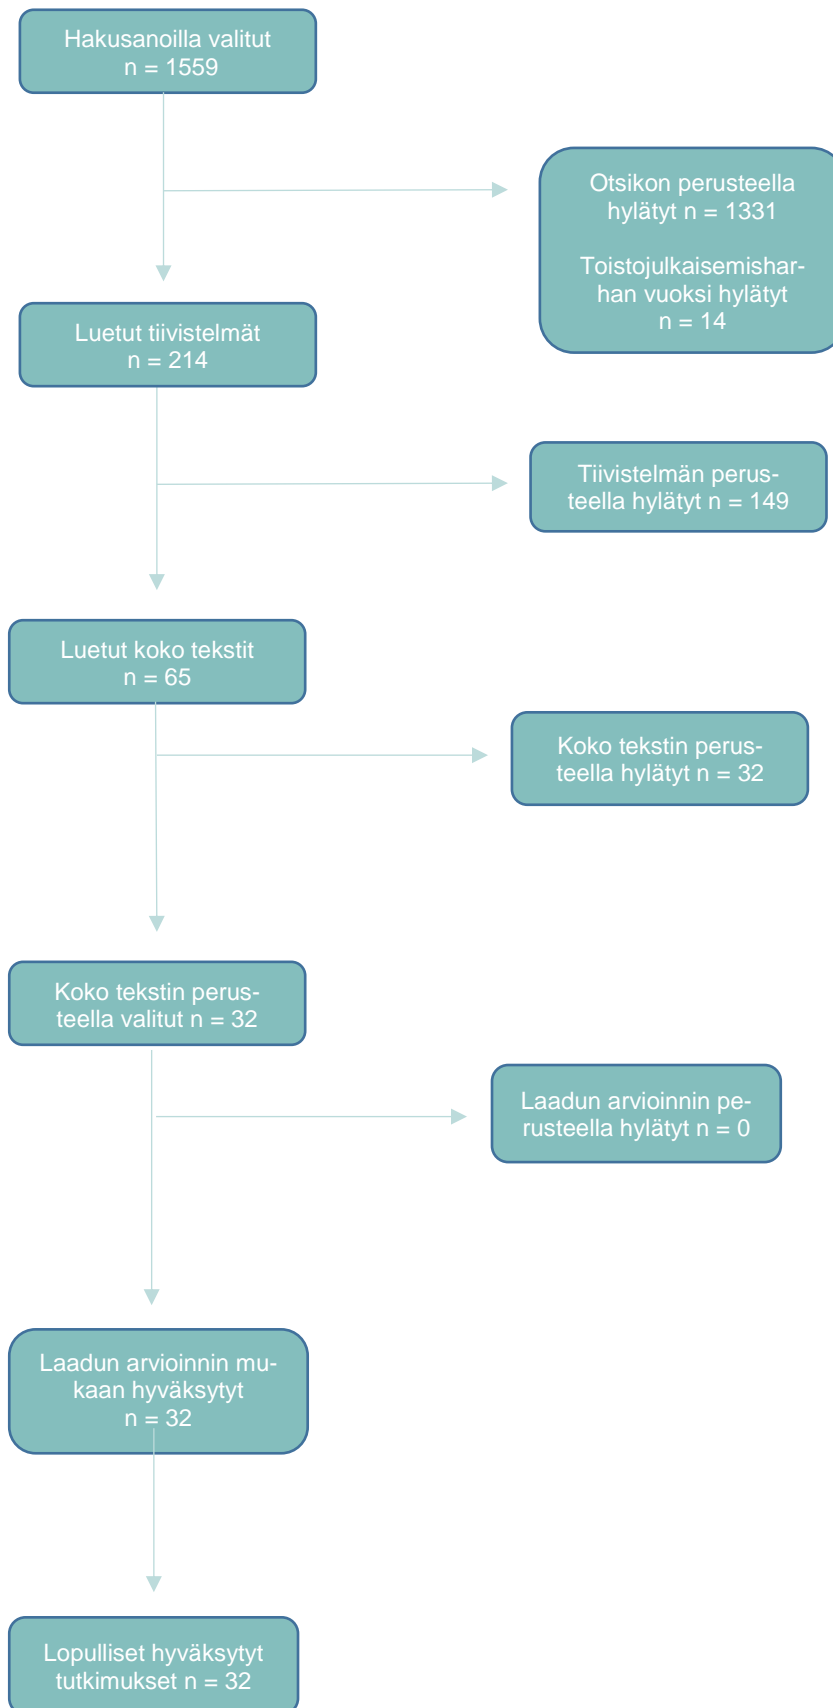 Hakusanoilla valitut
n = 1559
Otsikon perusteella
hylätyt n = 1331
Toistojulkaisemishar-
han vuoksi hylätyt
n = 14
Luetut tiivistelmät
n = 214
Tiivistelmän perus-
teella hylätyt n = 149
Luetut koko tekstit
n = 65
Koko tekstin perus-
teella hylätyt n = 32
Koko tekstin perus-
teella valitut n = 32
Laadun arvioinnin pe-
rusteella hylätyt n = 0
Laadun arvioinnin mu-
kaan hyväksytyt
n = 32
Lopulliset hyväksytyt
tutkimukset n = 32